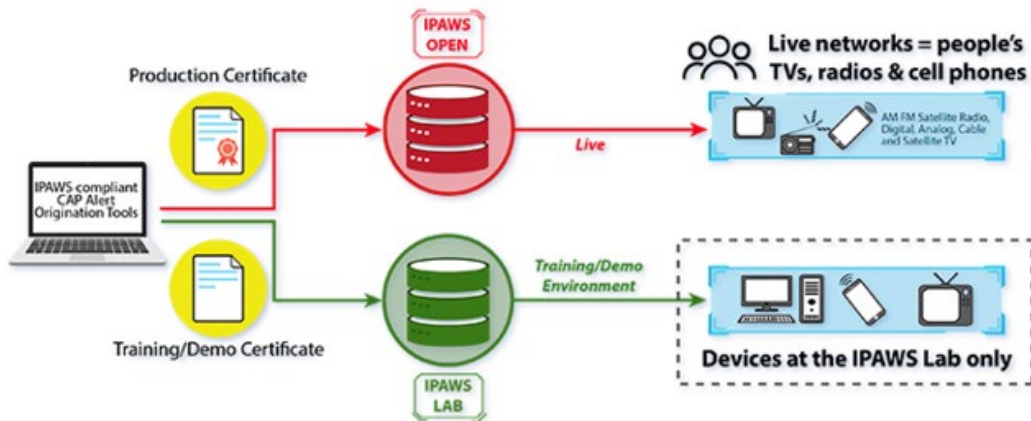 IPAWS
OPEN
Live networks = people's
TVs, radios & cell phones
Production Certificate
AM FM Satellite Radio,
Digital, Analog, Cable
and Satellite TV
Live
IPAWS compliant
CAP Alert
Origination Tools
Training/Demo
Environment
Training/Demo Certificate
Devices at the IPAWS Lab only
IPAWS
LAB